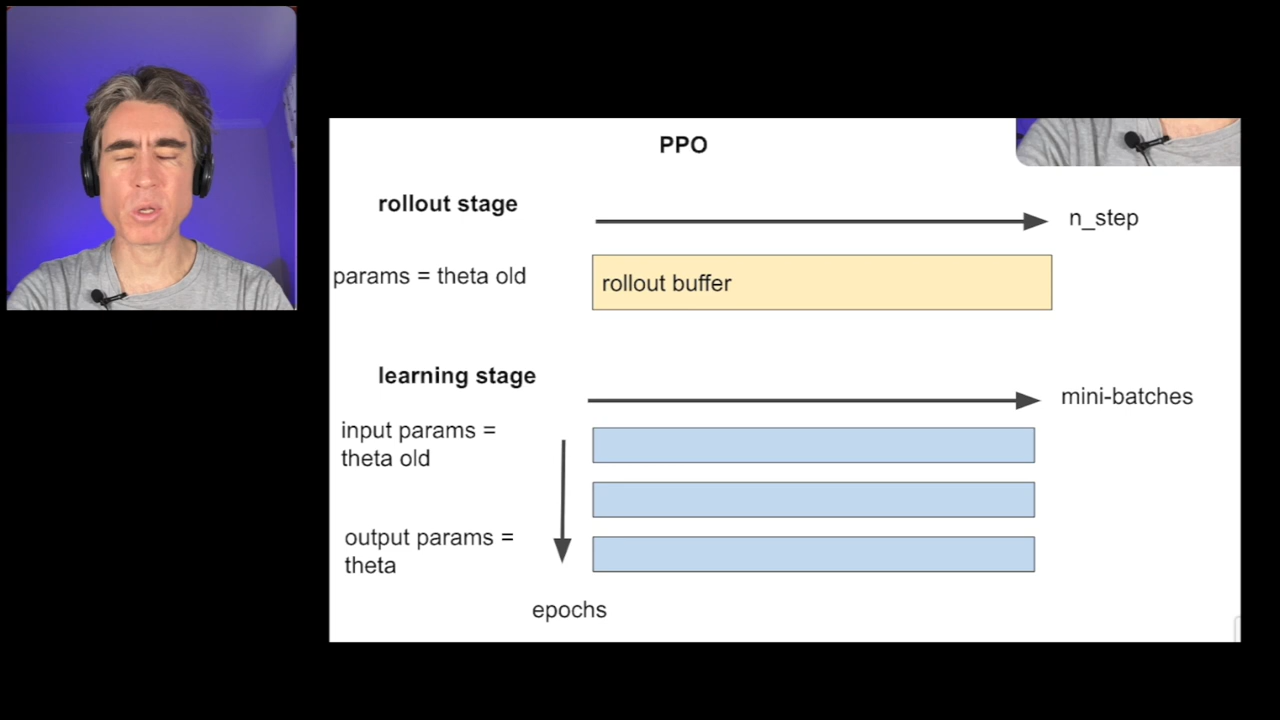 PPO
rollout stage
n_step
params = theta old
rollout buffer
learning stage
mini-batches
input params =
theta old
output params =
theta
epochs